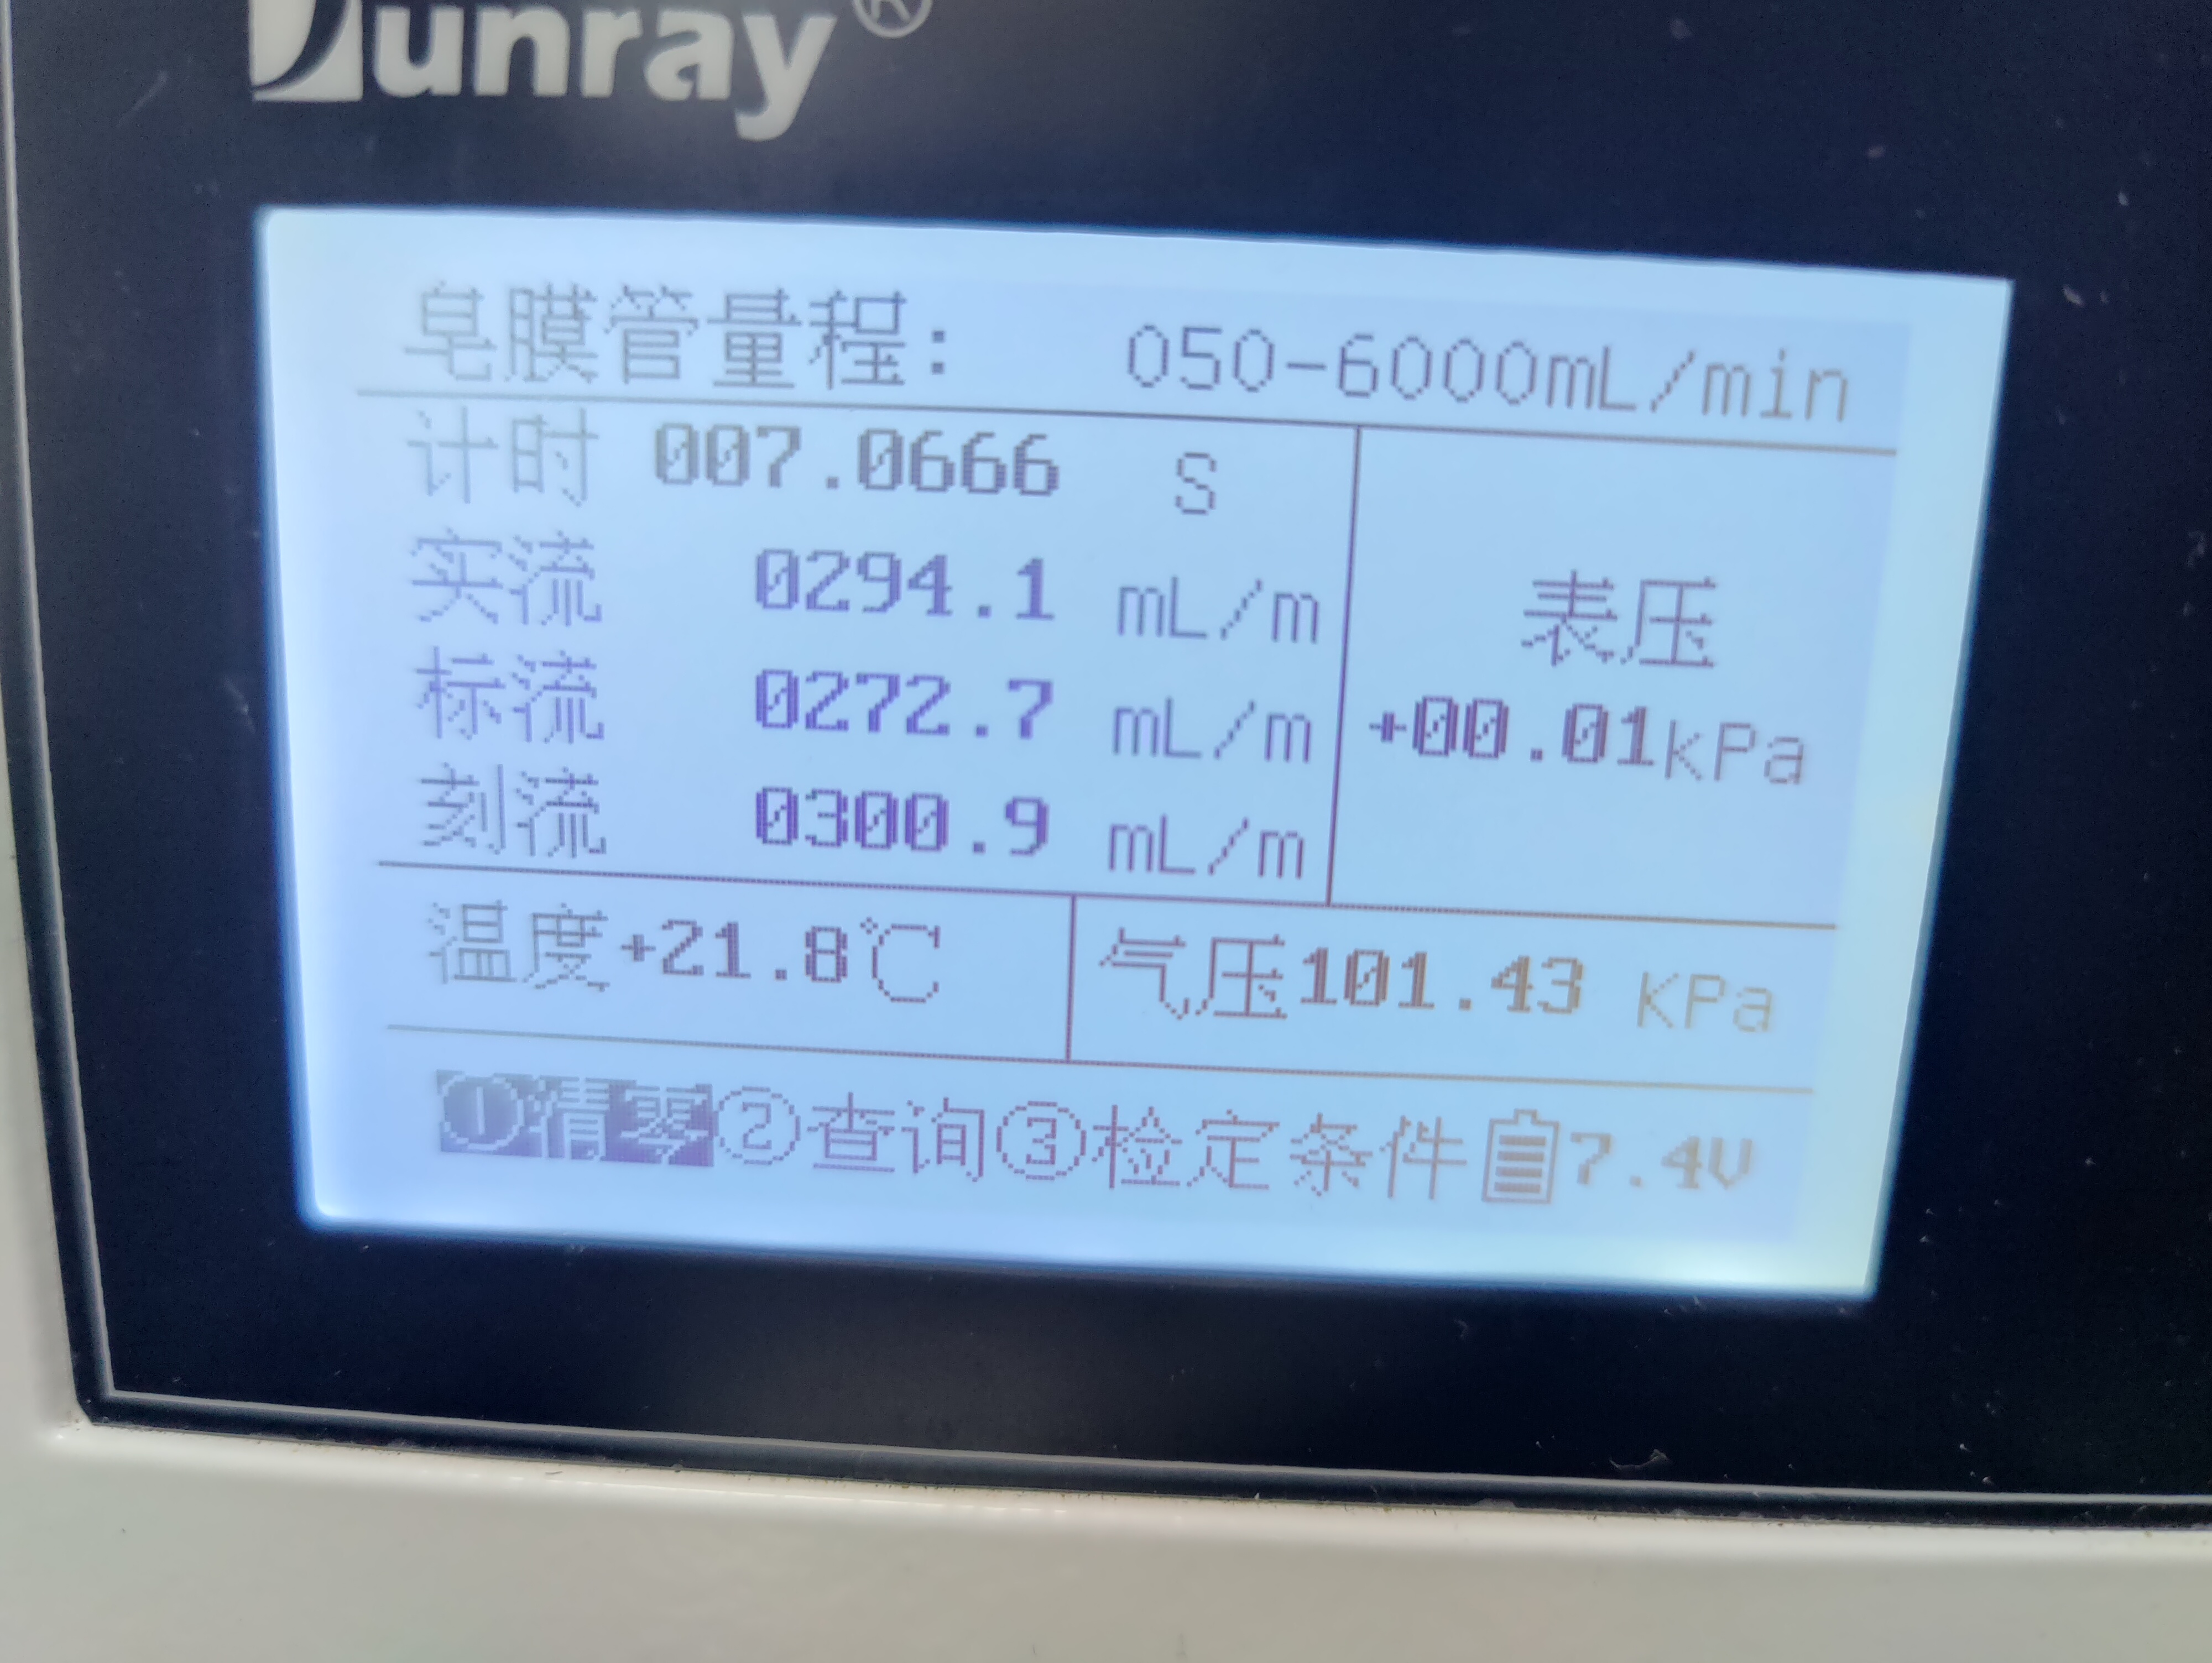 unray®
皂膜管量程： 050-6000mL/min
计时 007.0666 S
实流 0294.1 mL/m
标流 0272.7 mL/m
刻流 0300.9 mL/m
表压
+00.01kPa
温度+21.8℃
气压101.43 KPa
①清零②查询③检定条件 7.4V